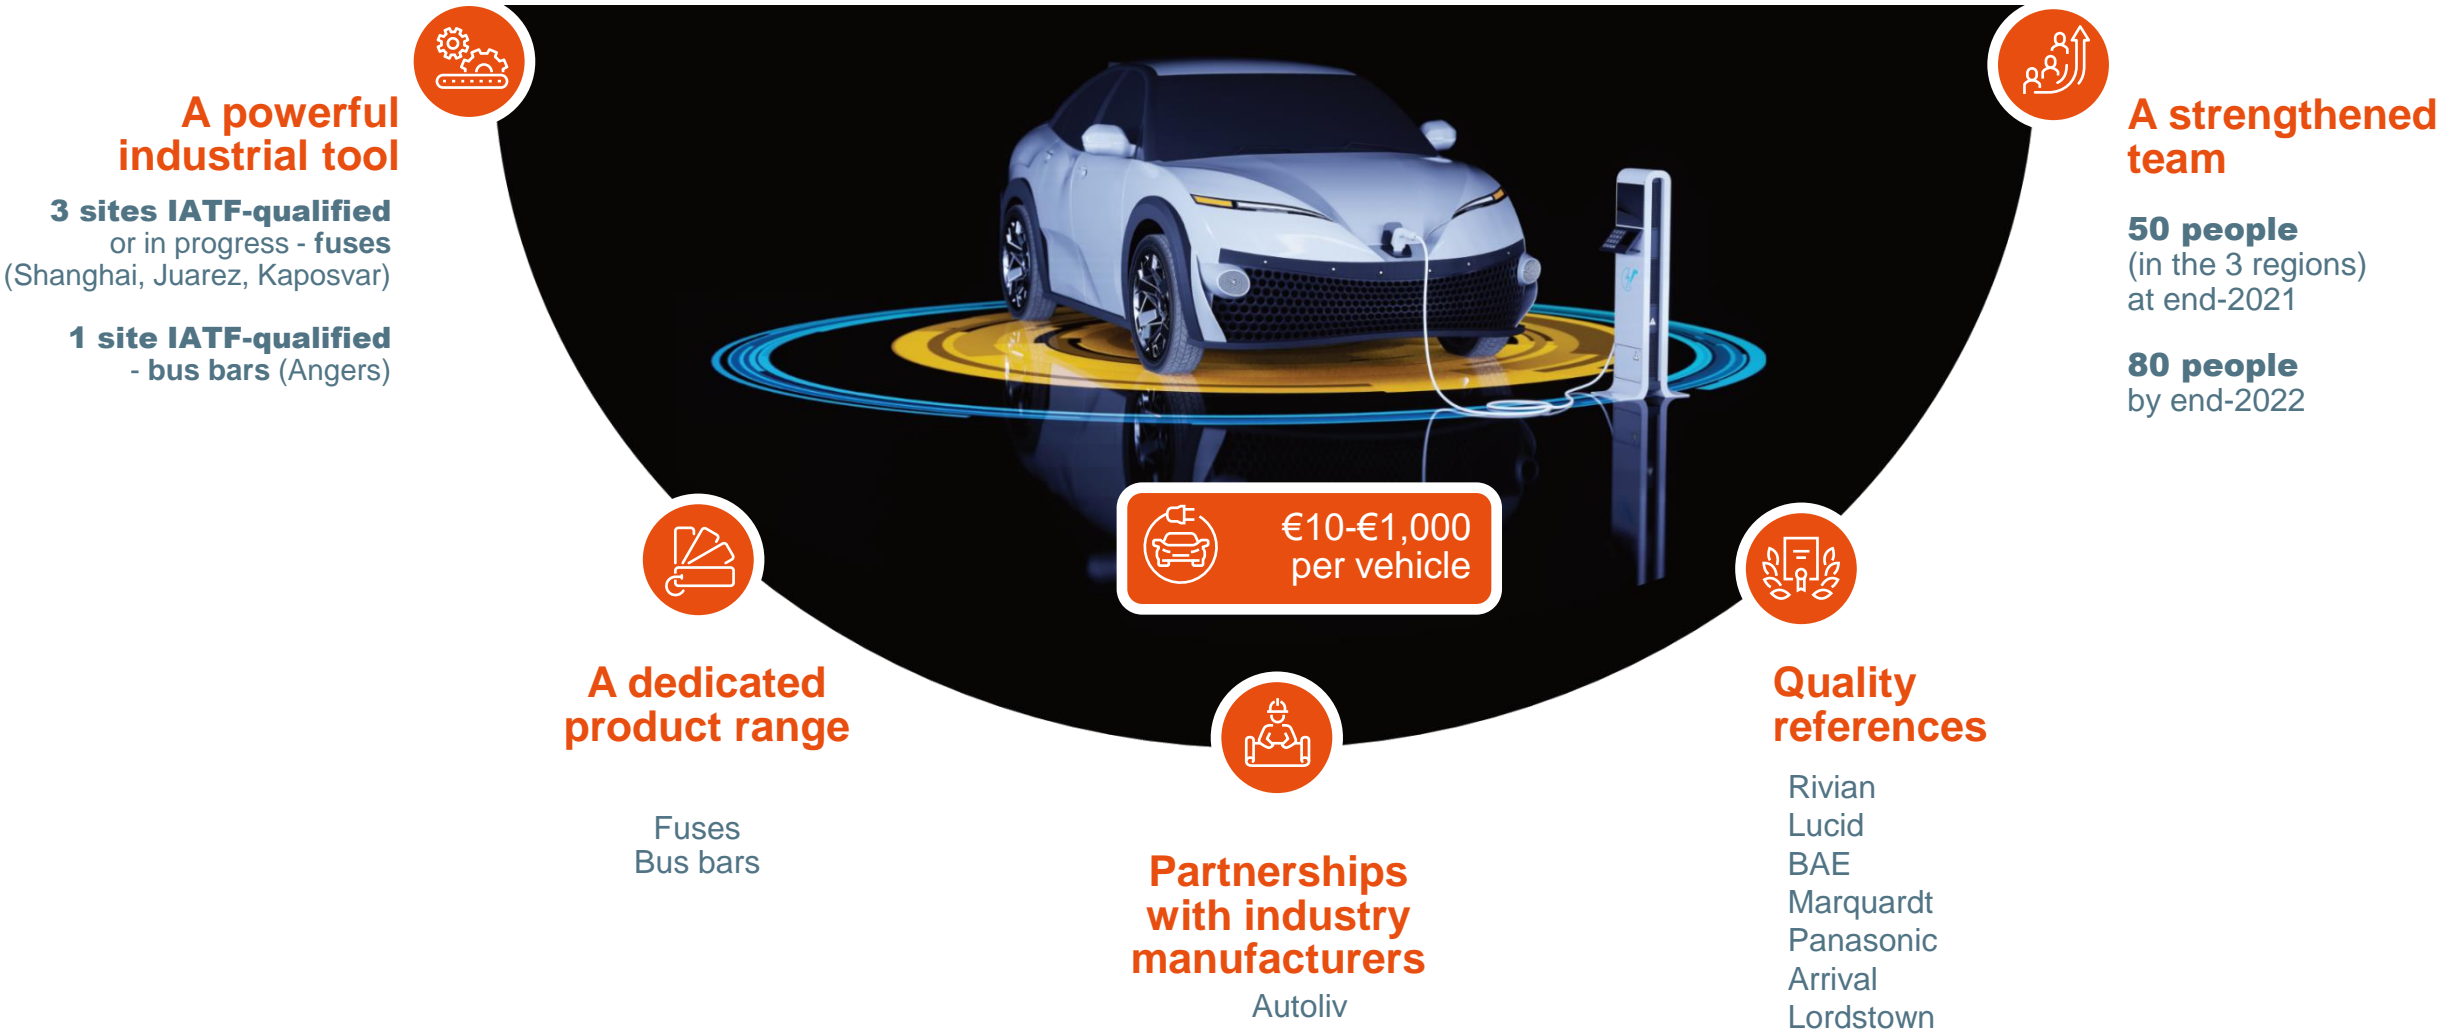 A powerful
industrial tool
3 sites IATF-qualified
or in progress - fuses
(Shanghai, Juarez, Kaposvar)
1 site IATF-qualified
- bus bars (Angers)
A dedicated
product range
Fuses
Bus bars
€10-€1,000
per vehicle
Partnerships
with industry
manufacturers
Autoliv
Quality
references
Rivian
Lucid
BAE
Marquardt
Panasonic
Arrival
Lordstown
A strengthened
team
50 people
(in the 3 regions)
at end-2021
80 people
by end-2022